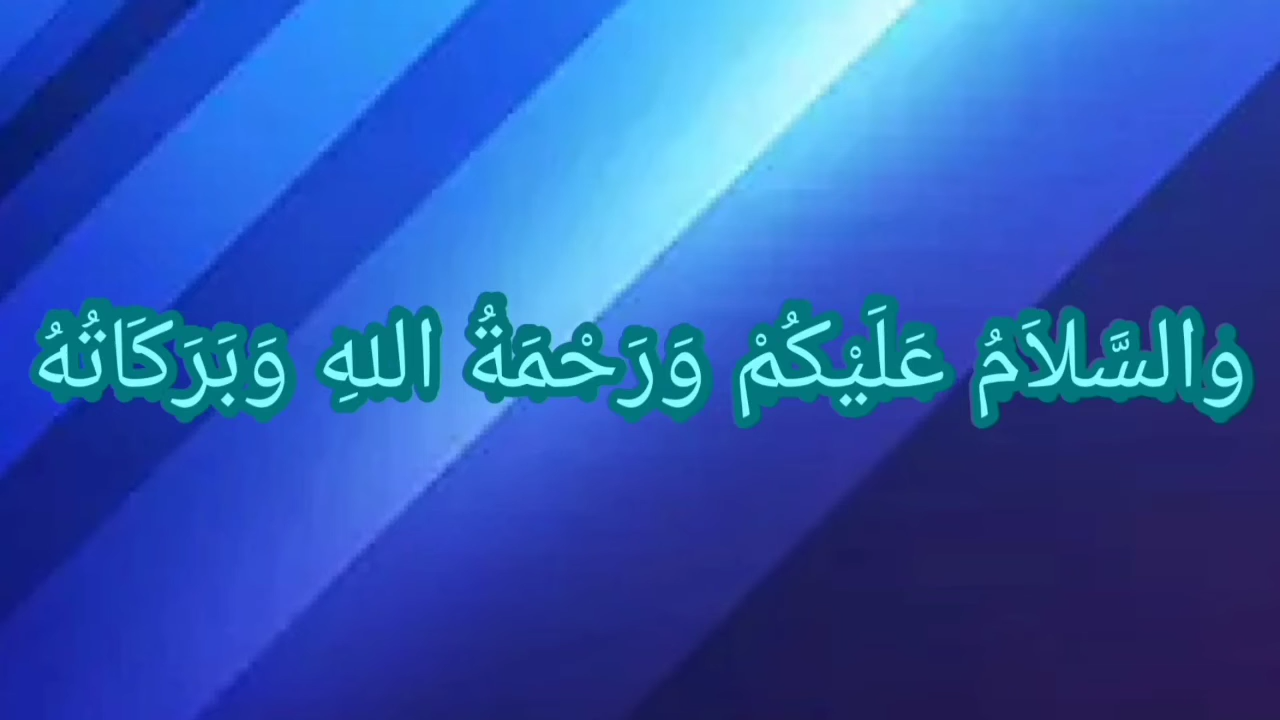 والسَّلاَمُ عَلَيْكُمْ وَرَحْمَةُ اللهِ وَبَرَكَاتُهُ